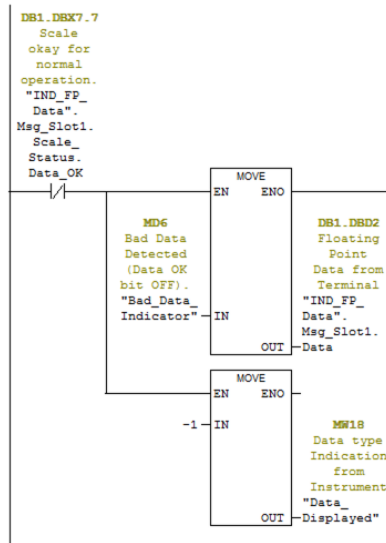 DB1.DBX7.7
Scale
okay for
normal
operation.
"IND_FP_
Data".
Msg_Slot1.
Scale_
Status.
Data_OK
MOVE
EN ENO
MD6
Bad Data
Detected
(Data OK
bit OFF).
"Bad_Data_
Indicator"
IN
DB1.DBD2
Floating
Point
Data from
Terminal
"IND_FP_
Data".
Msg_Slot1.
OUT Data
MOVE
EN ENO
-1 IN
MW18
Data type
Indication
from
Instrument
"Data_
OUT Displayed"